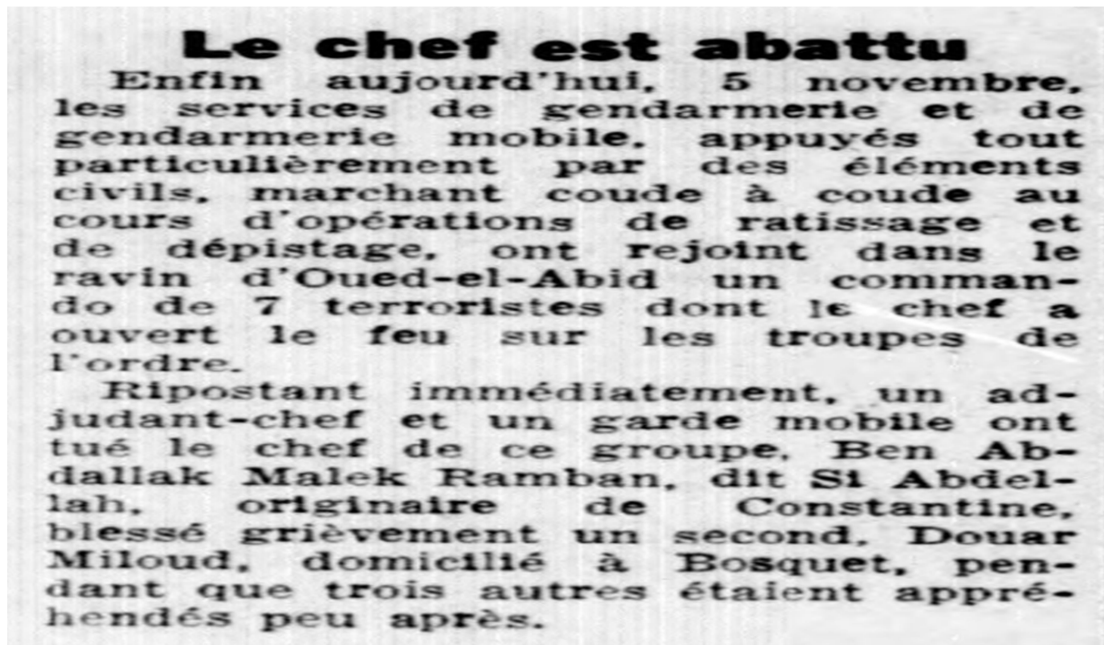 Le chef est abattu
Enfin aujourd'hui, 5 novembre,
les services de gendarmerie et de
gendarmerie mobile, appuyés tout
particulièrement par des éléments
civils, marchant coude à coude au
cours d'opérations de ratissage et
de dépistage, ont rejoint dans le
ravin d'Oued-el-Abid un comman-
do de 7 terroristes dont le chef a
ouvert le feu sur les troupes de
l'ordre.
Ripostant immédiatement, un ad-
judant-chef et un garde mobile ont
tué le chef de ce groupe, Ben Ab-
dallak Malek Ramban, dit Si Abdel-
lah, originaire de Constantine,
blessé grièvement un second, Douar
Miloud, domicilié à Bosquet, pen-
dant que trois autres étaient appré-
hendés peu après.